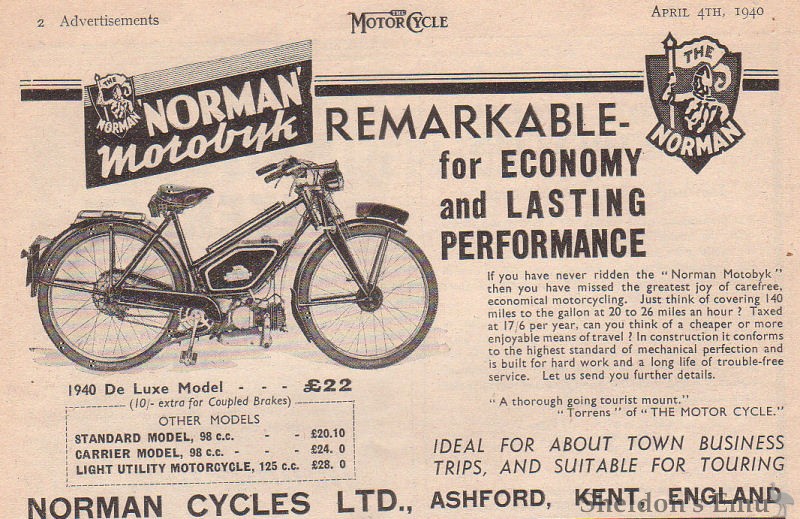 2 Advertisements
THE
MOTOR CYCLE
APRIL 4TH, 1940
THE
NORMAN
'NORMAN'
Motobyk
THE
NORMAN
REMARKABLE-
for ECONOMY
and LASTING
PERFORMANCE
If you have never ridden the "Norman Motobyk"
then you have missed the greatest joy of carefree,
economical motorcycling. Just think of covering 140
miles to the gallon at 20 to 26 miles an hour ? Taxed
at 17/6 per year, can you think of a cheaper or more
enjoyable means of travel ? In construction it conforms
to the highest standard of mechanical perfection and
is built for hard work and a long life of trouble-free
service. Let us send you further details.
"A thorough going tourist mount."
"Torrens" of "THE MOTOR CYCLE."
1940 De Luxe Model - - - £22
(10/- extra for Coupled Brakes)
OTHER MODELS
STANDARD MODEL, 98 c.c. - - £20.10
CARRIER MODEL, 98 c.c. - - £24. 0
LIGHT UTILITY MOTORCYCLE, 125 c.c. £28. 0
IDEAL FOR ABOUT TOWN BUSINESS
TRIPS, AND SUITABLE FOR TOURING
NORMAN CYCLES LTD., ASHFORD, KENT, ENGLAND
Sheldon's Emu